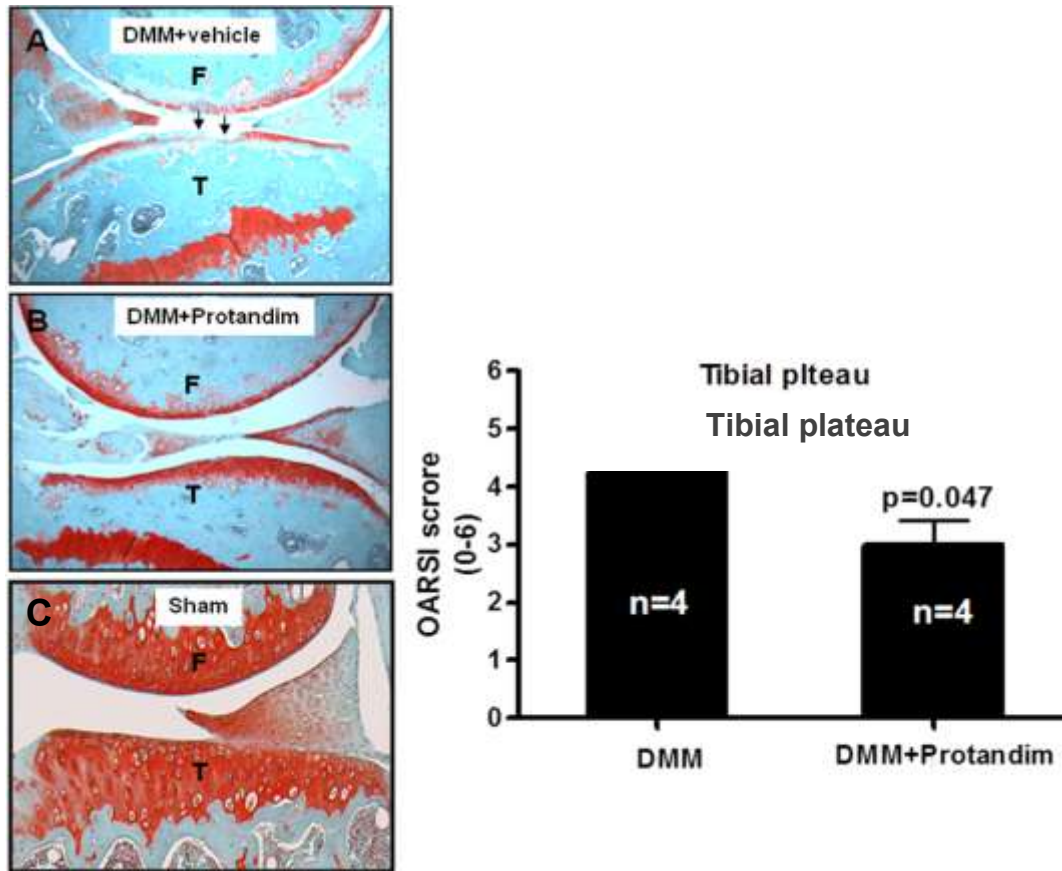 A
DMM+vehicle
F
T
B
DMM+Protandim
F
T
C
Sham
F
T
Tibial plteau
Tibial plateau
OARSI scrore
(0-6)
6
5
4
3
2
1
0
p=0.047
n=4
n=4
DMM
DMM+Protandim